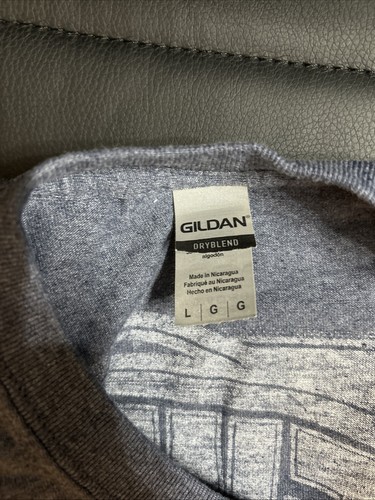 GILDAN
DRYBLEND
algodón
Made in Nicaragua
Fabriqué au Nicaragua
Hecho en Nicaragua
L | G | G